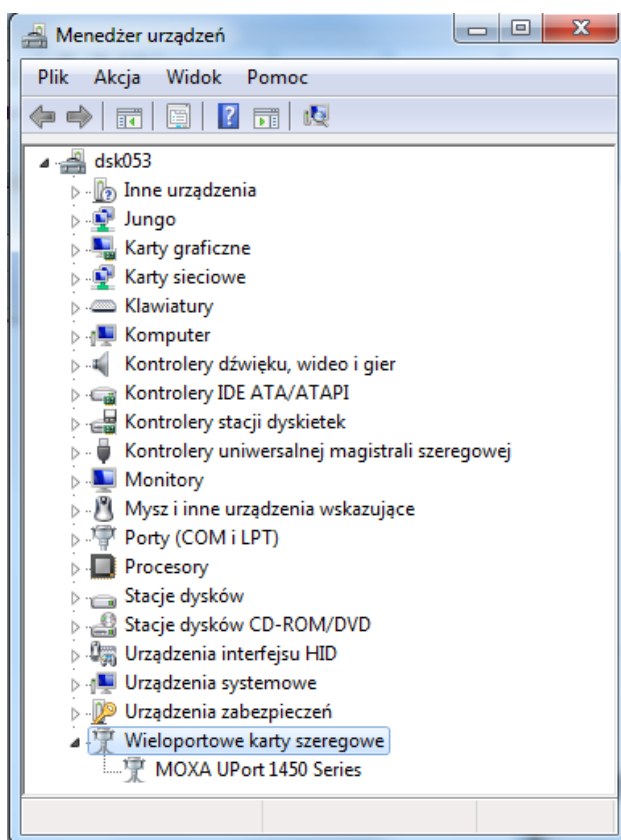 Menedżer urządzeń
Plik Akcja Widok Pomoc
dsk053
Inne urządzenia
Jungo
Karty graficzne
Karty sieciowe
Klawiatury
Komputer
Kontrolery dźwięku, wideo i gier
Kontrolery IDE ATA/ATAPI
Kontrolery stacji dyskietek
Kontrolery uniwersalnej magistrali szeregowej
Monitory
Mysz i inne urządzenia wskazujące
Porty (COM i LPT)
Procesory
Stacje dysków
Stacje dysków CD-ROM/DVD
Urządzenia interfejsu HID
Urządzenia systemowe
Urządzenia zabezpieczeń
Wieloportowe karty szeregowe
MOXA UPort 1450 Series